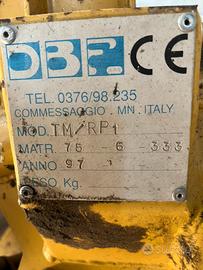 DBF. CE
TEL. 0376/98.235
COMMESSAGGIO . MN . ITALY
MOD. TM/RP1
MATR. 75 - 6 - 333
ANNO 97
PESO Kg.